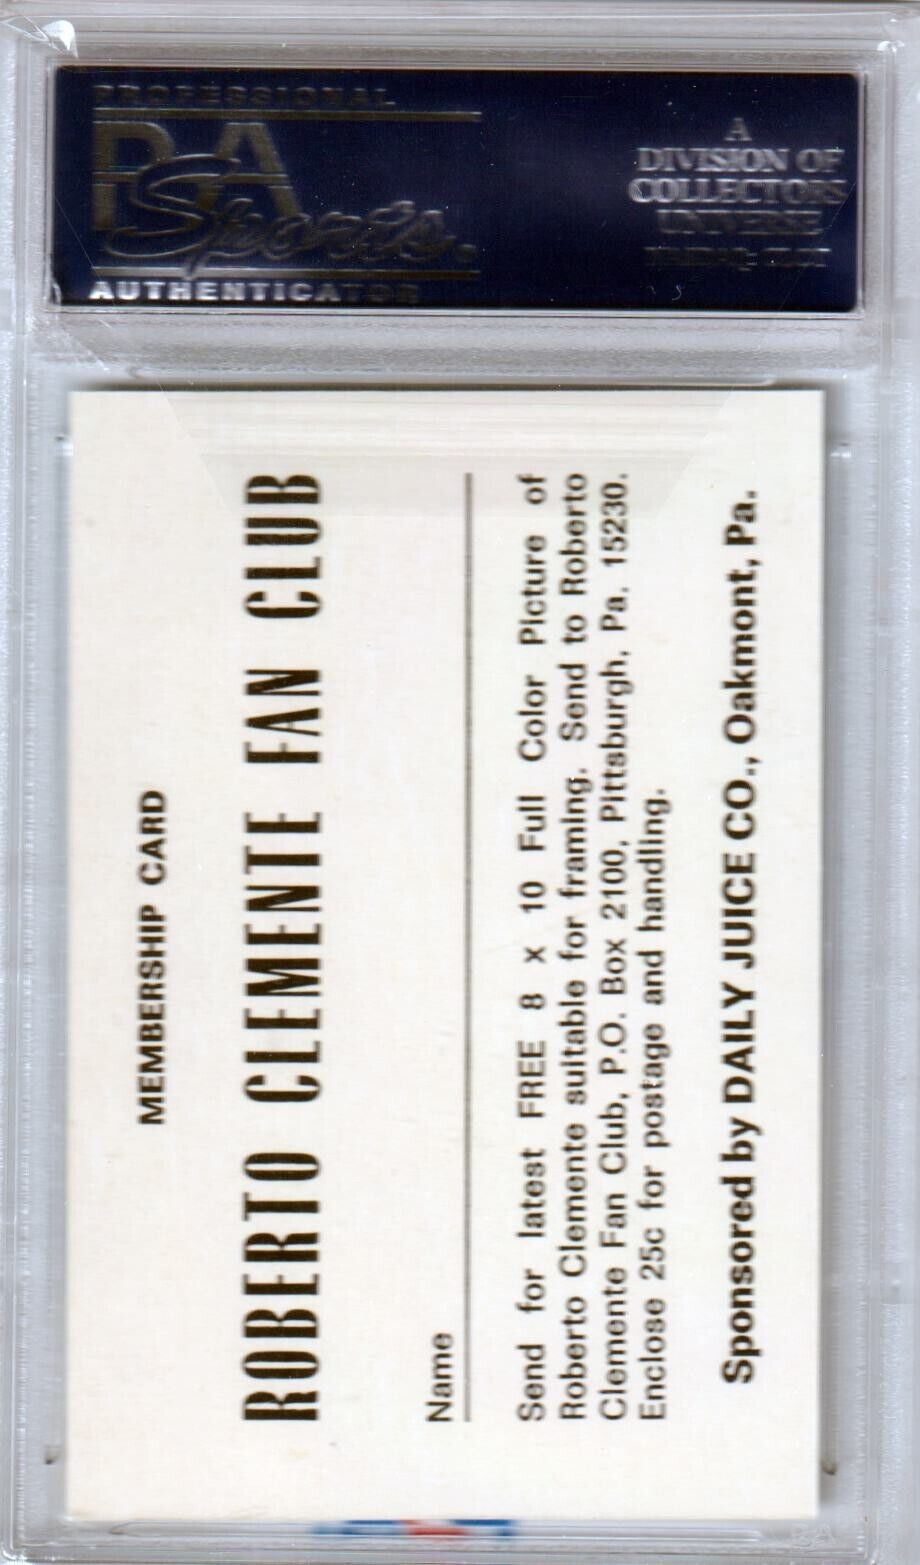 PROFESSIONAL
PSA
Sports
AUTHENTICATOR
A
DIVISION OF
COLLECTORS
UNIVERSE
MEMBERSHIP CARD
ROBERTO CLEMENTE FAN CLUB
Name
Send for latest FREE 8 x 10 Full Color Picture of
Roberto Clemente suitable for framing. Send to Roberto
Clemente Fan Club, P.O. Box 2100, Pittsburgh, Pa. 15230.
Enclose 25c for postage and handling.
Sponsored by DAILY JUICE CO., Oakmont, Pa.